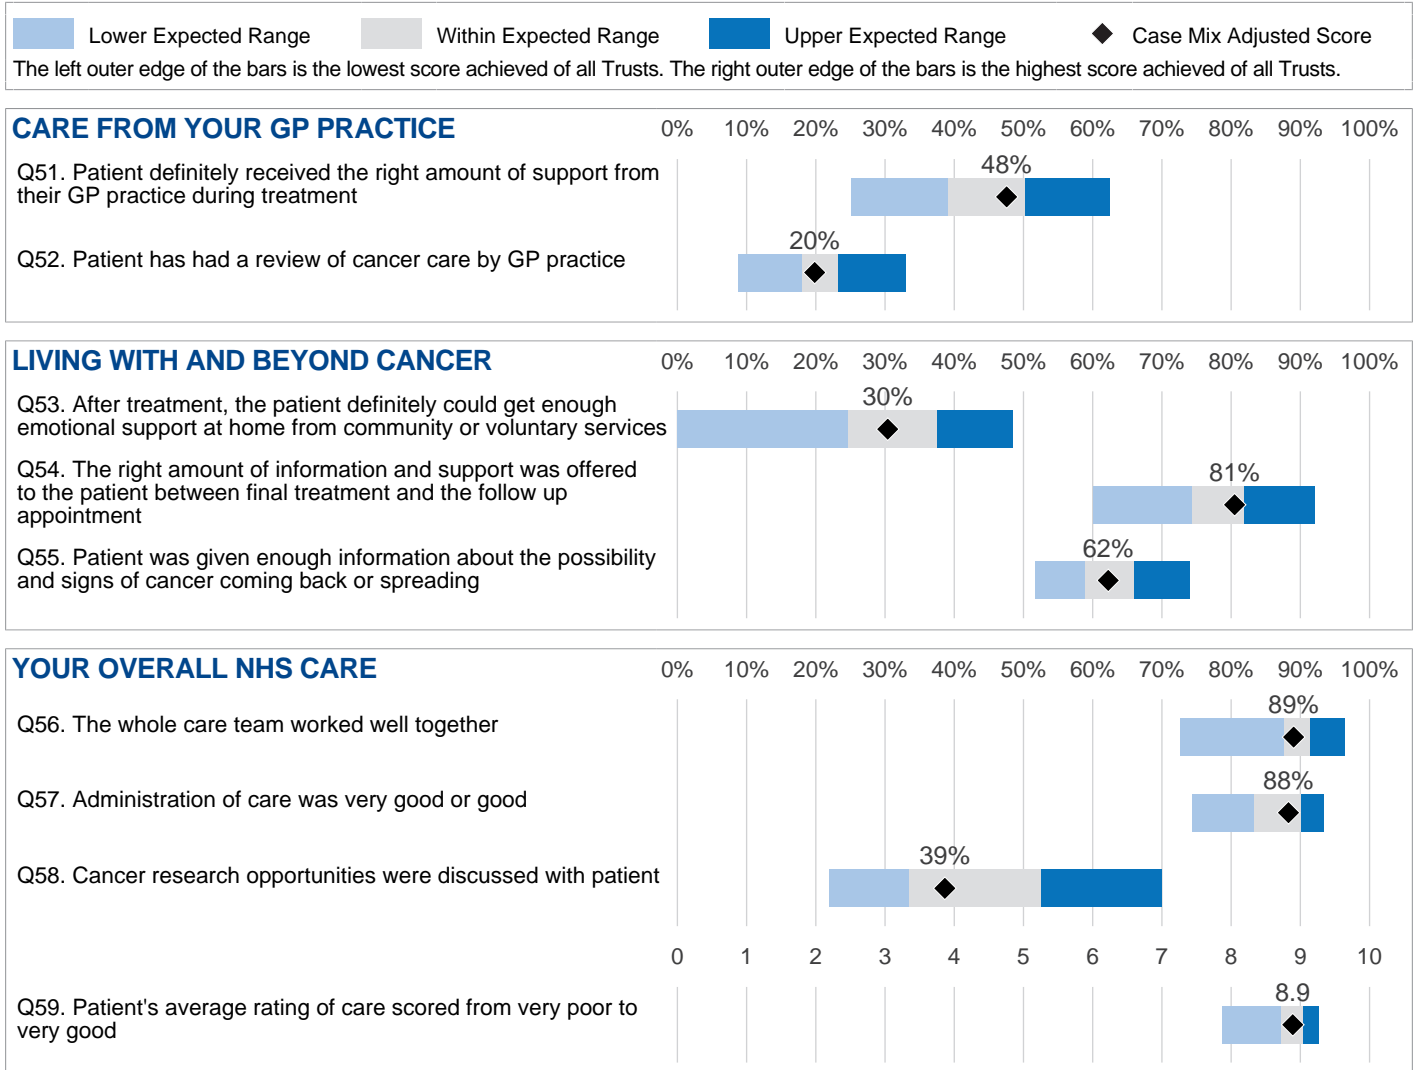 Lower Expected Range Within Expected Range Upper Expected Range Case Mix Adjusted Score
The left outer edge of the bars is the lowest score achieved of all Trusts. The right outer edge of the bars is the highest score achieved of all Trusts.
CARE FROM YOUR GP PRACTICE 0% 10% 20% 30% 40% 50% 60% 70% 80% 90% 100%
Q51. Patient definitely received the right amount of support from
their GP practice during treatment
48%
Q52. Patient has had a review of cancer care by GP practice
20%
LIVING WITH AND BEYOND CANCER 0% 10% 20% 30% 40% 50% 60% 70% 80% 90% 100%
Q53. After treatment, the patient definitely could get enough
emotional support at home from community or voluntary services
30%
Q54. The right amount of information and support was offered
to the patient between final treatment and the follow up
appointment
81%
Q55. Patient was given enough information about the possibility
and signs of cancer coming back or spreading
62%
YOUR OVERALL NHS CARE 0% 10% 20% 30% 40% 50% 60% 70% 80% 90% 100%
Q56. The whole care team worked well together
89%
Q57. Administration of care was very good or good
88%
Q58. Cancer research opportunities were discussed with patient
39%
0 1 2 3 4 5 6 7 8 9 10
Q59. Patient's average rating of care scored from very poor to
very good
8.9